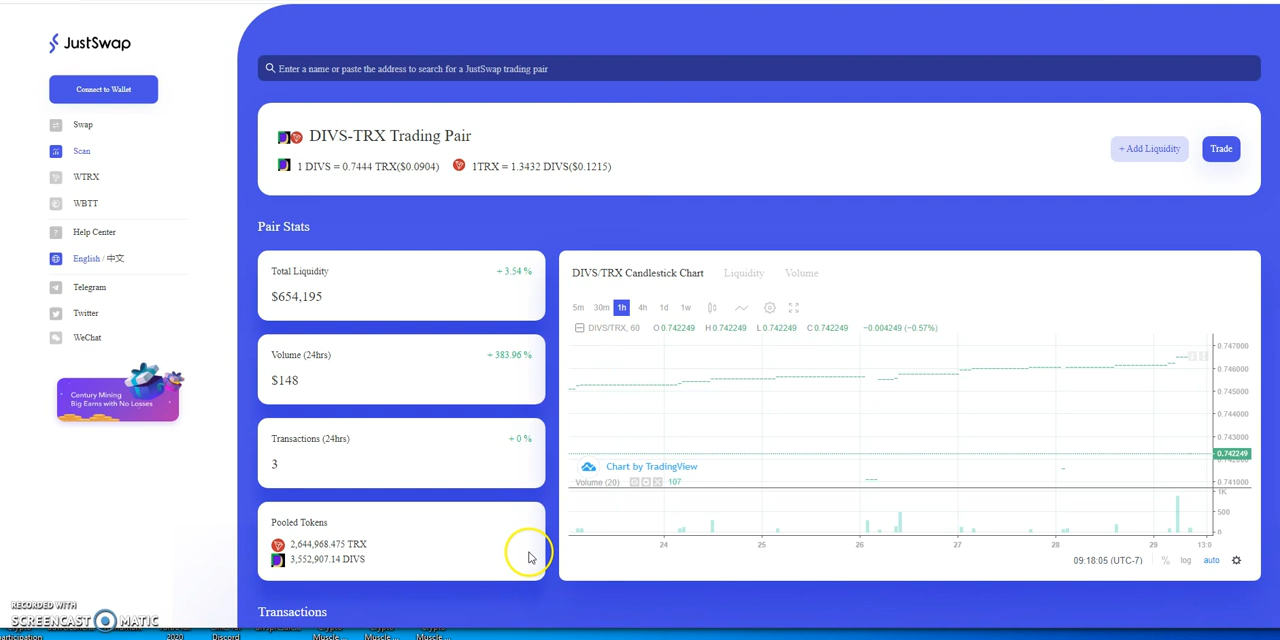 JustSwap
Connect to Wallet
Swap
Scan
WTRX
WBTT
Help Center
English / 中文
Telegram
Twitter
WeChat
Century Mining
Big Earns with No Losses
Enter a name or paste the address to search for a JustSwap trading pair
DIVS-TRX Trading Pair
1 DIVS = 0.7444 TRX($0.0904) 1TRX = 1.3432 DIVS($0.1215)
+ Add Liquidity
Trade
Pair Stats
Total Liquidity + 3.54 %
$654,195
Volume (24hrs) + 383.96 %
$148
Transactions (24hrs) + 0 %
3
Pooled Tokens
2,644,968.475 TRX
3,552,907.14 DIVS
DIVS/TRX Candlestick Chart Liquidity Volume
5m 30m 1h 4h 1d 1w
DIVS/TRX, 60 O 0.742249 H 0.742249 L 0.742249 C 0.742249 −0.004249 (−0.57%)
0.747000
0.746000
0.745000
0.744000
0.743000
0.742249
0.741000
Chart by TradingView
Volume (20) 107
1K
500
0
24 25 26 27 28 29 13:0
09:18:05 (UTC-7) % log auto
Transactions
RECORDED WITH
SCREENCAST MATIC
2020
Discord
Muscle...
Muscle...
Muscle...